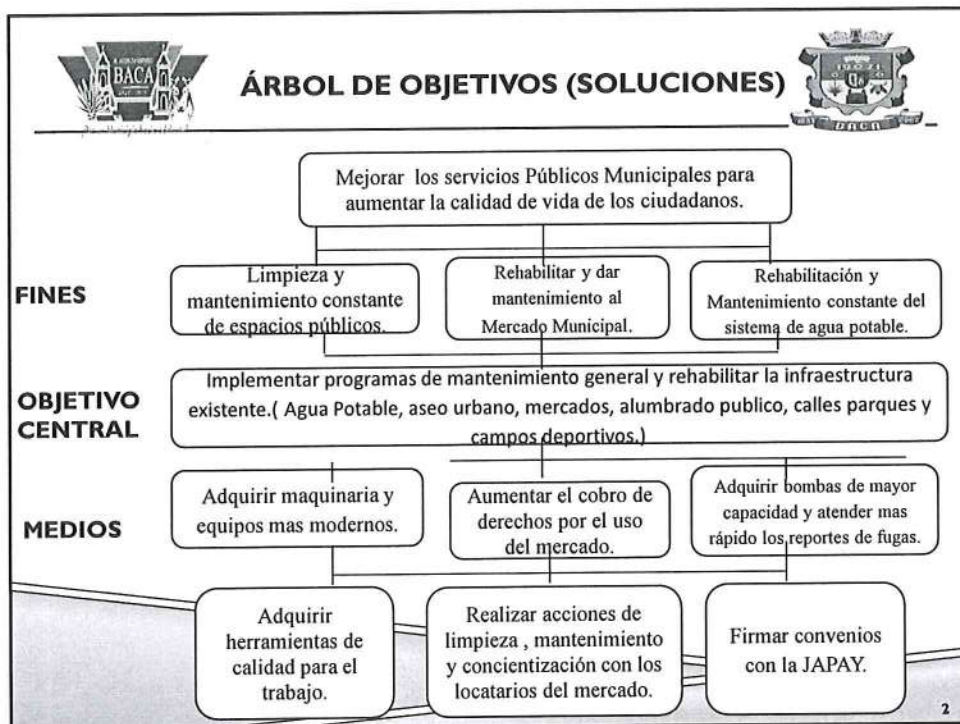 BACA
ÁRBOL DE OBJETIVOS (SOLUCIONES)
BACA
Mejorar los servicios Públicos Municipales para
aumentar la calidad de vida de los ciudadanos.
FINES
Limpieza y
mantenimiento constante
de espacios públicos.
Rehabilitar y dar
mantenimiento al
Mercado Municipal.
Rehabilitación y
Mantenimiento constante del
sistema de agua potable.
OBJETIVO
CENTRAL
Implementar programas de mantenimiento general y rehabilitar la infraestructura
existente.( Agua Potable, aseo urbano, mercados, alumbrado publico, calles parques y
campos deportivos.)
MEDIOS
Adquirir maquinaria y
equipos mas modernos.
Aumentar el cobro de
derechos por el uso
del mercado.
Adquirir bombas de mayor
capacidad y atender mas
rápido los reportes de fugas.
Adquirir
herramientas de
calidad para el
trabajo.
Realizar acciones de
limpieza , mantenimiento
y concientización con los
locatarios del mercado.
Firmar convenios
con la JAPAY.
2